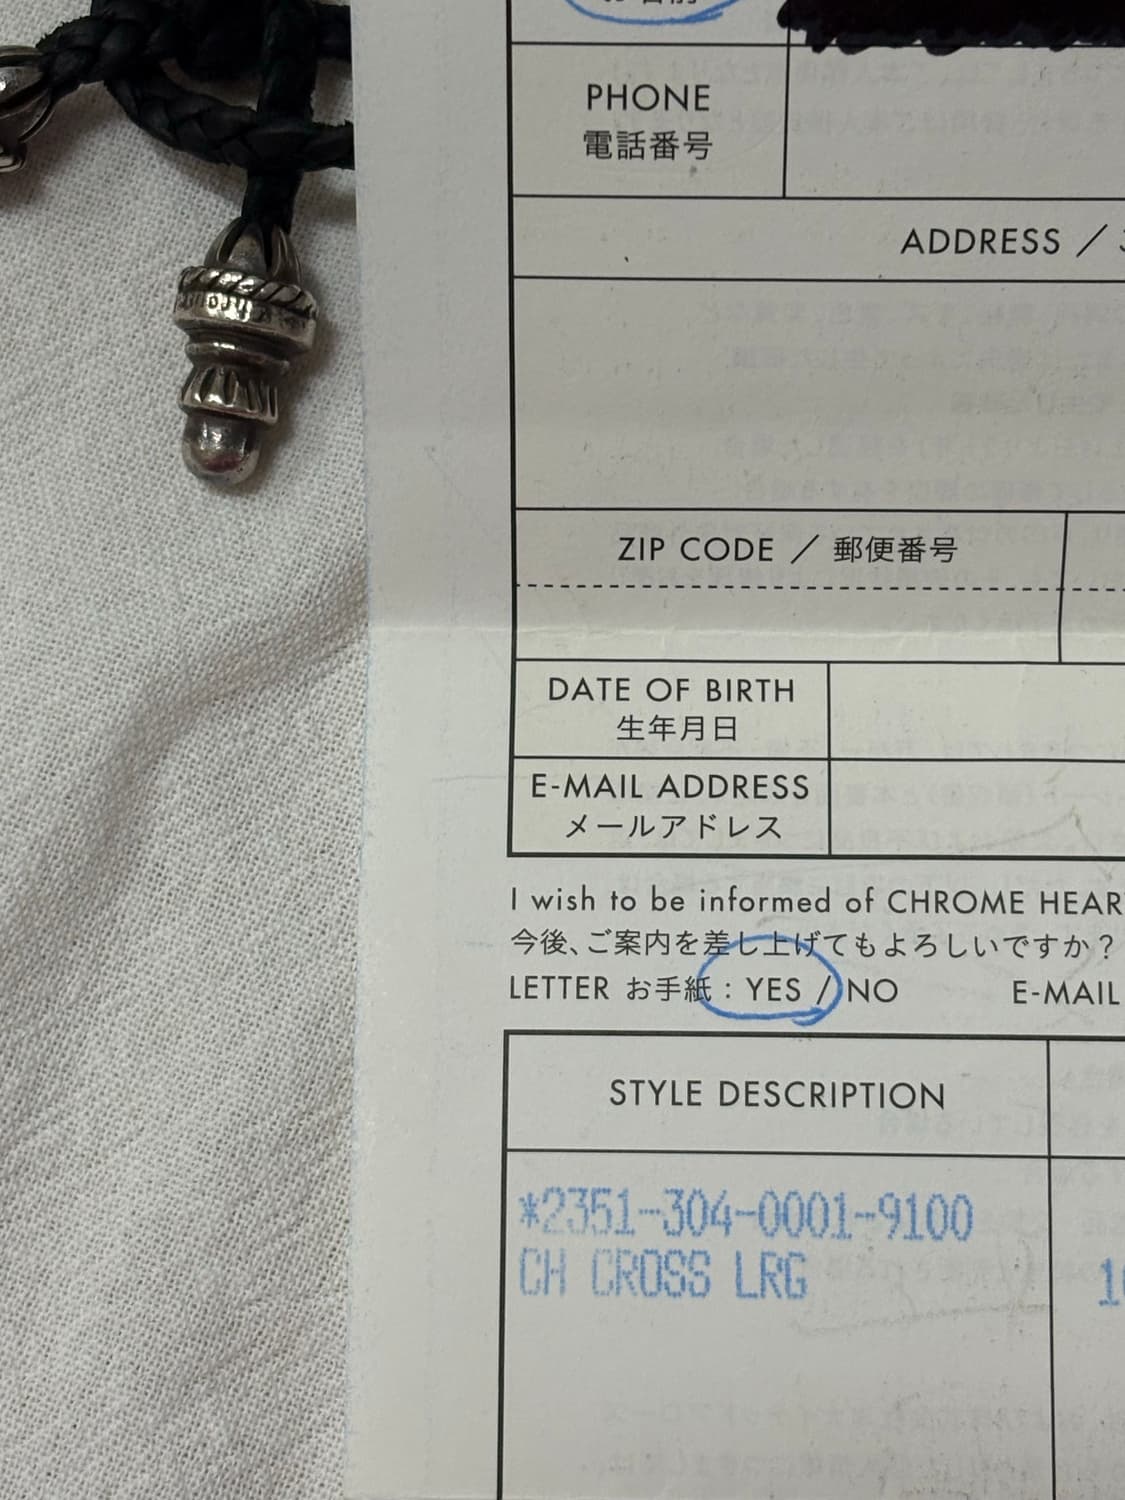 お名前
PHONE
電話番号
ADDRESS ／
ZIP CODE ／ 郵便番号
DATE OF BIRTH
生年月日
E-MAIL ADDRESS
メールアドレス
I wish to be informed of CHROME HEAR
今後、ご案内を差し上げてもよろしいですか？
LETTER お手紙 : YES / NO E-MAIL
STYLE DESCRIPTION
*2351-304-0001-9100
CH CROSS LRG